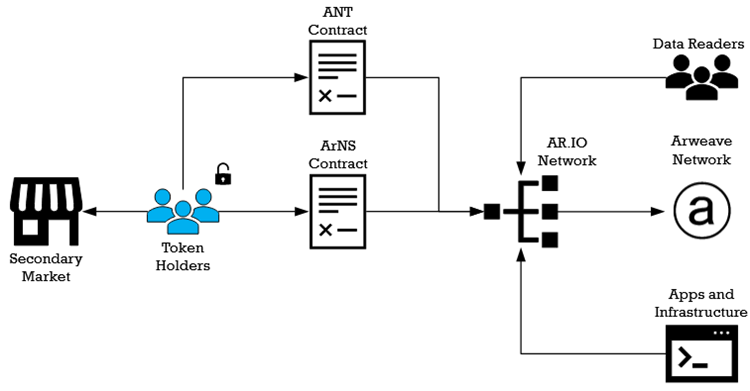 ANT
Contract
Data Readers
ArNS
Contract
AR.IO
Network
Arweave
Network
a
Secondary
Market
Token
Holders
Apps and
Infrastructure
>_